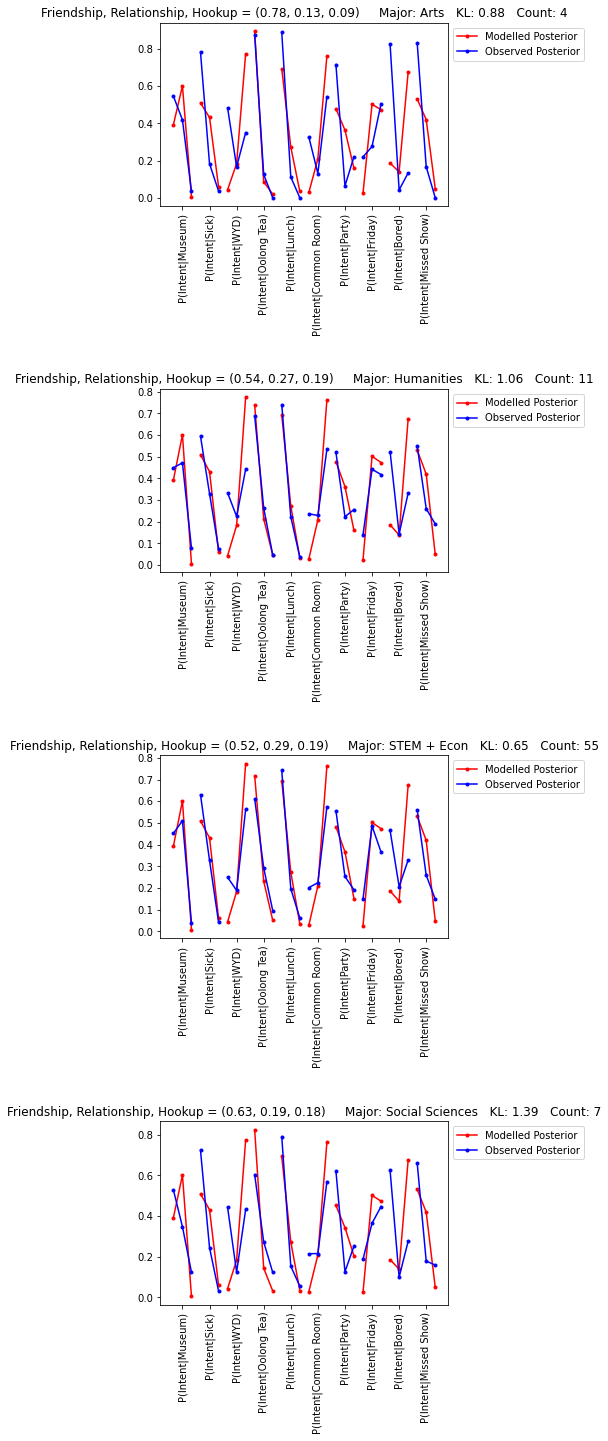 Friendship, Relationship, Hookup = (0.78, 0.13, 0.09)     Major: Arts   KL: 0.88   Count: 4
Modelled Posterior
Observed Posterior
0.8
0.6
0.4
0.2
0.0
P(Intent|Museum)
P(Intent|Sick)
P(Intent|WYD)
P(Intent|Oolong Tea)
P(Intent|Lunch)
P(Intent|Common Room)
P(Intent|Party)
P(Intent|Friday)
P(Intent|Bored)
P(Intent|Missed Show)
Friendship, Relationship, Hookup = (0.54, 0.27, 0.19)     Major: Humanities   KL: 1.06   Count: 11
Modelled Posterior
Observed Posterior
0.8
0.7
0.6
0.5
0.4
0.3
0.2
0.1
0.0
P(Intent|Museum)
P(Intent|Sick)
P(Intent|WYD)
P(Intent|Oolong Tea)
P(Intent|Lunch)
P(Intent|Common Room)
P(Intent|Party)
P(Intent|Friday)
P(Intent|Bored)
P(Intent|Missed Show)
Friendship, Relationship, Hookup = (0.52, 0.29, 0.19)     Major: STEM + Econ   KL: 0.65   Count: 55
Modelled Posterior
Observed Posterior
0.8
0.7
0.6
0.5
0.4
0.3
0.2
0.1
0.0
P(Intent|Museum)
P(Intent|Sick)
P(Intent|WYD)
P(Intent|Oolong Tea)
P(Intent|Lunch)
P(Intent|Common Room)
P(Intent|Party)
P(Intent|Friday)
P(Intent|Bored)
P(Intent|Missed Show)
Friendship, Relationship, Hookup = (0.63, 0.19, 0.18)     Major: Social Sciences   KL: 1.39   Count: 7
Modelled Posterior
Observed Posterior
0.8
0.6
0.4
0.2
0.0
P(Intent|Museum)
P(Intent|Sick)
P(Intent|WYD)
P(Intent|Oolong Tea)
P(Intent|Lunch)
P(Intent|Common Room)
P(Intent|Party)
P(Intent|Friday)
P(Intent|Bored)
P(Intent|Missed Show)